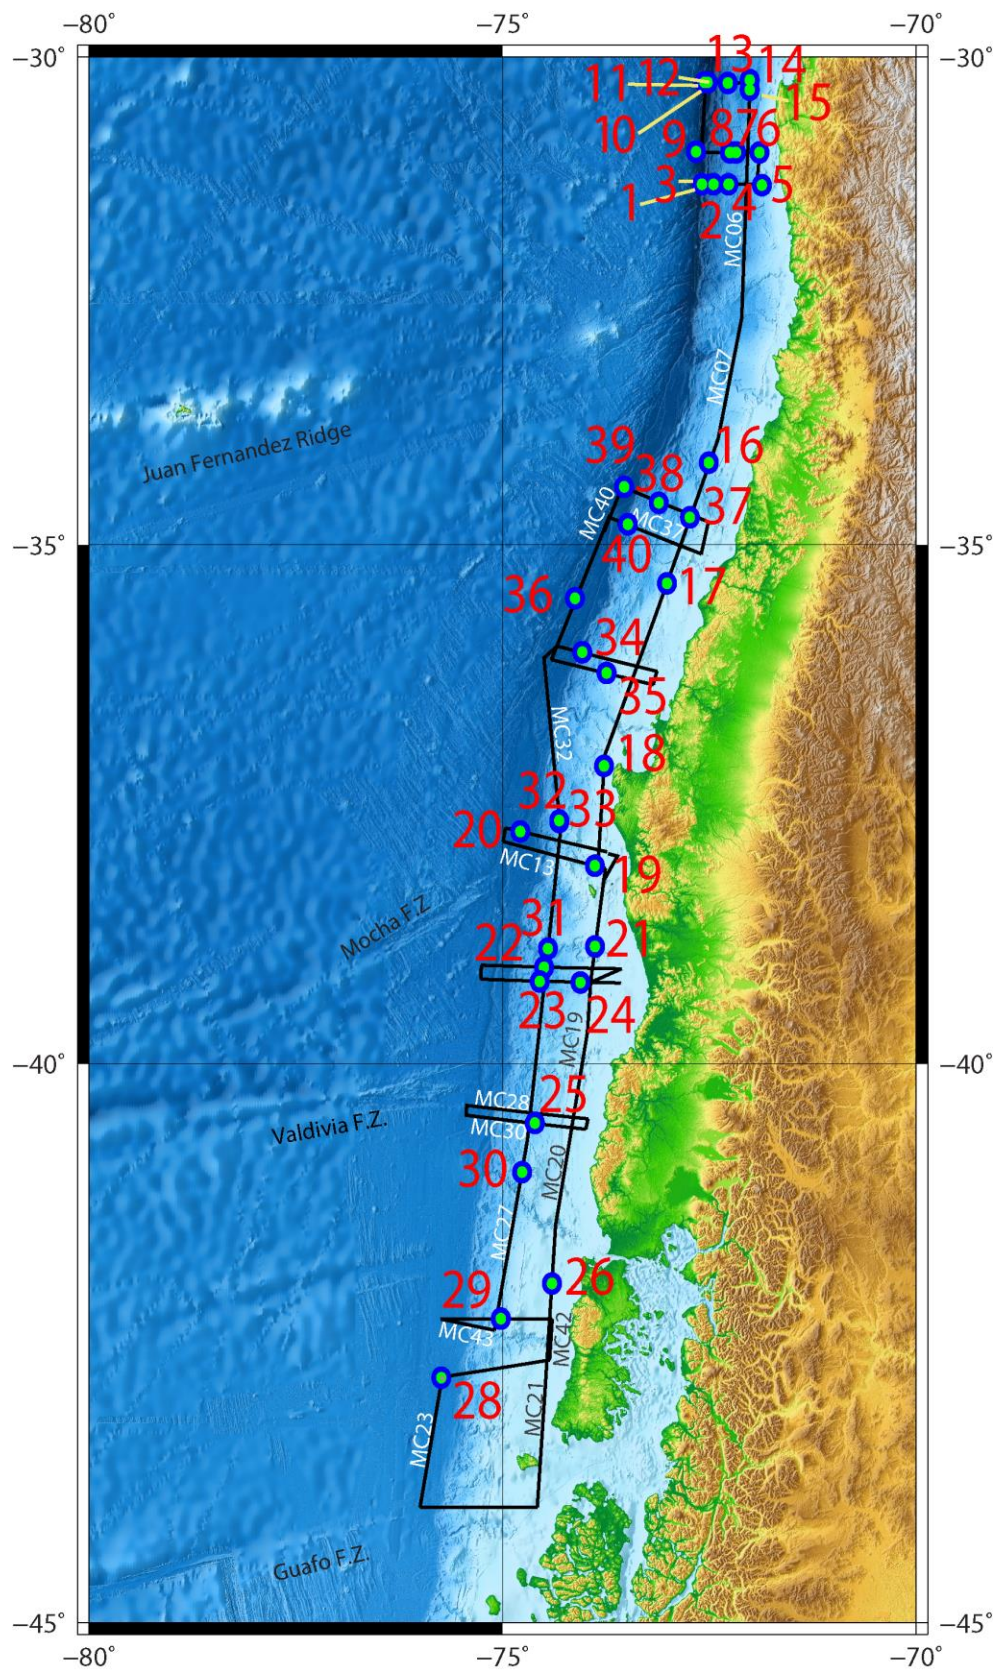 −80° −75° −70°
−30° −30°
12 13 14
11 15
10
9 8 7 6
3 5
1 2 4
MC06
MC07
Juan Fernandez Ridge
39 38 16
MC40 MC37 37
−35° 40 −35°
36 17
34
35
MC32
18
32 33
20
MC13 19
Mocha F.Z
31
22 21
23 24
MC19
−40° −40°
MC28 25
Valdivia F.Z. MC30
30 MC20
MC27
29 26
MC43 MC42
28
MC23 MC21
Guafo F.Z.
−45° −45°
−80° −75° −70°